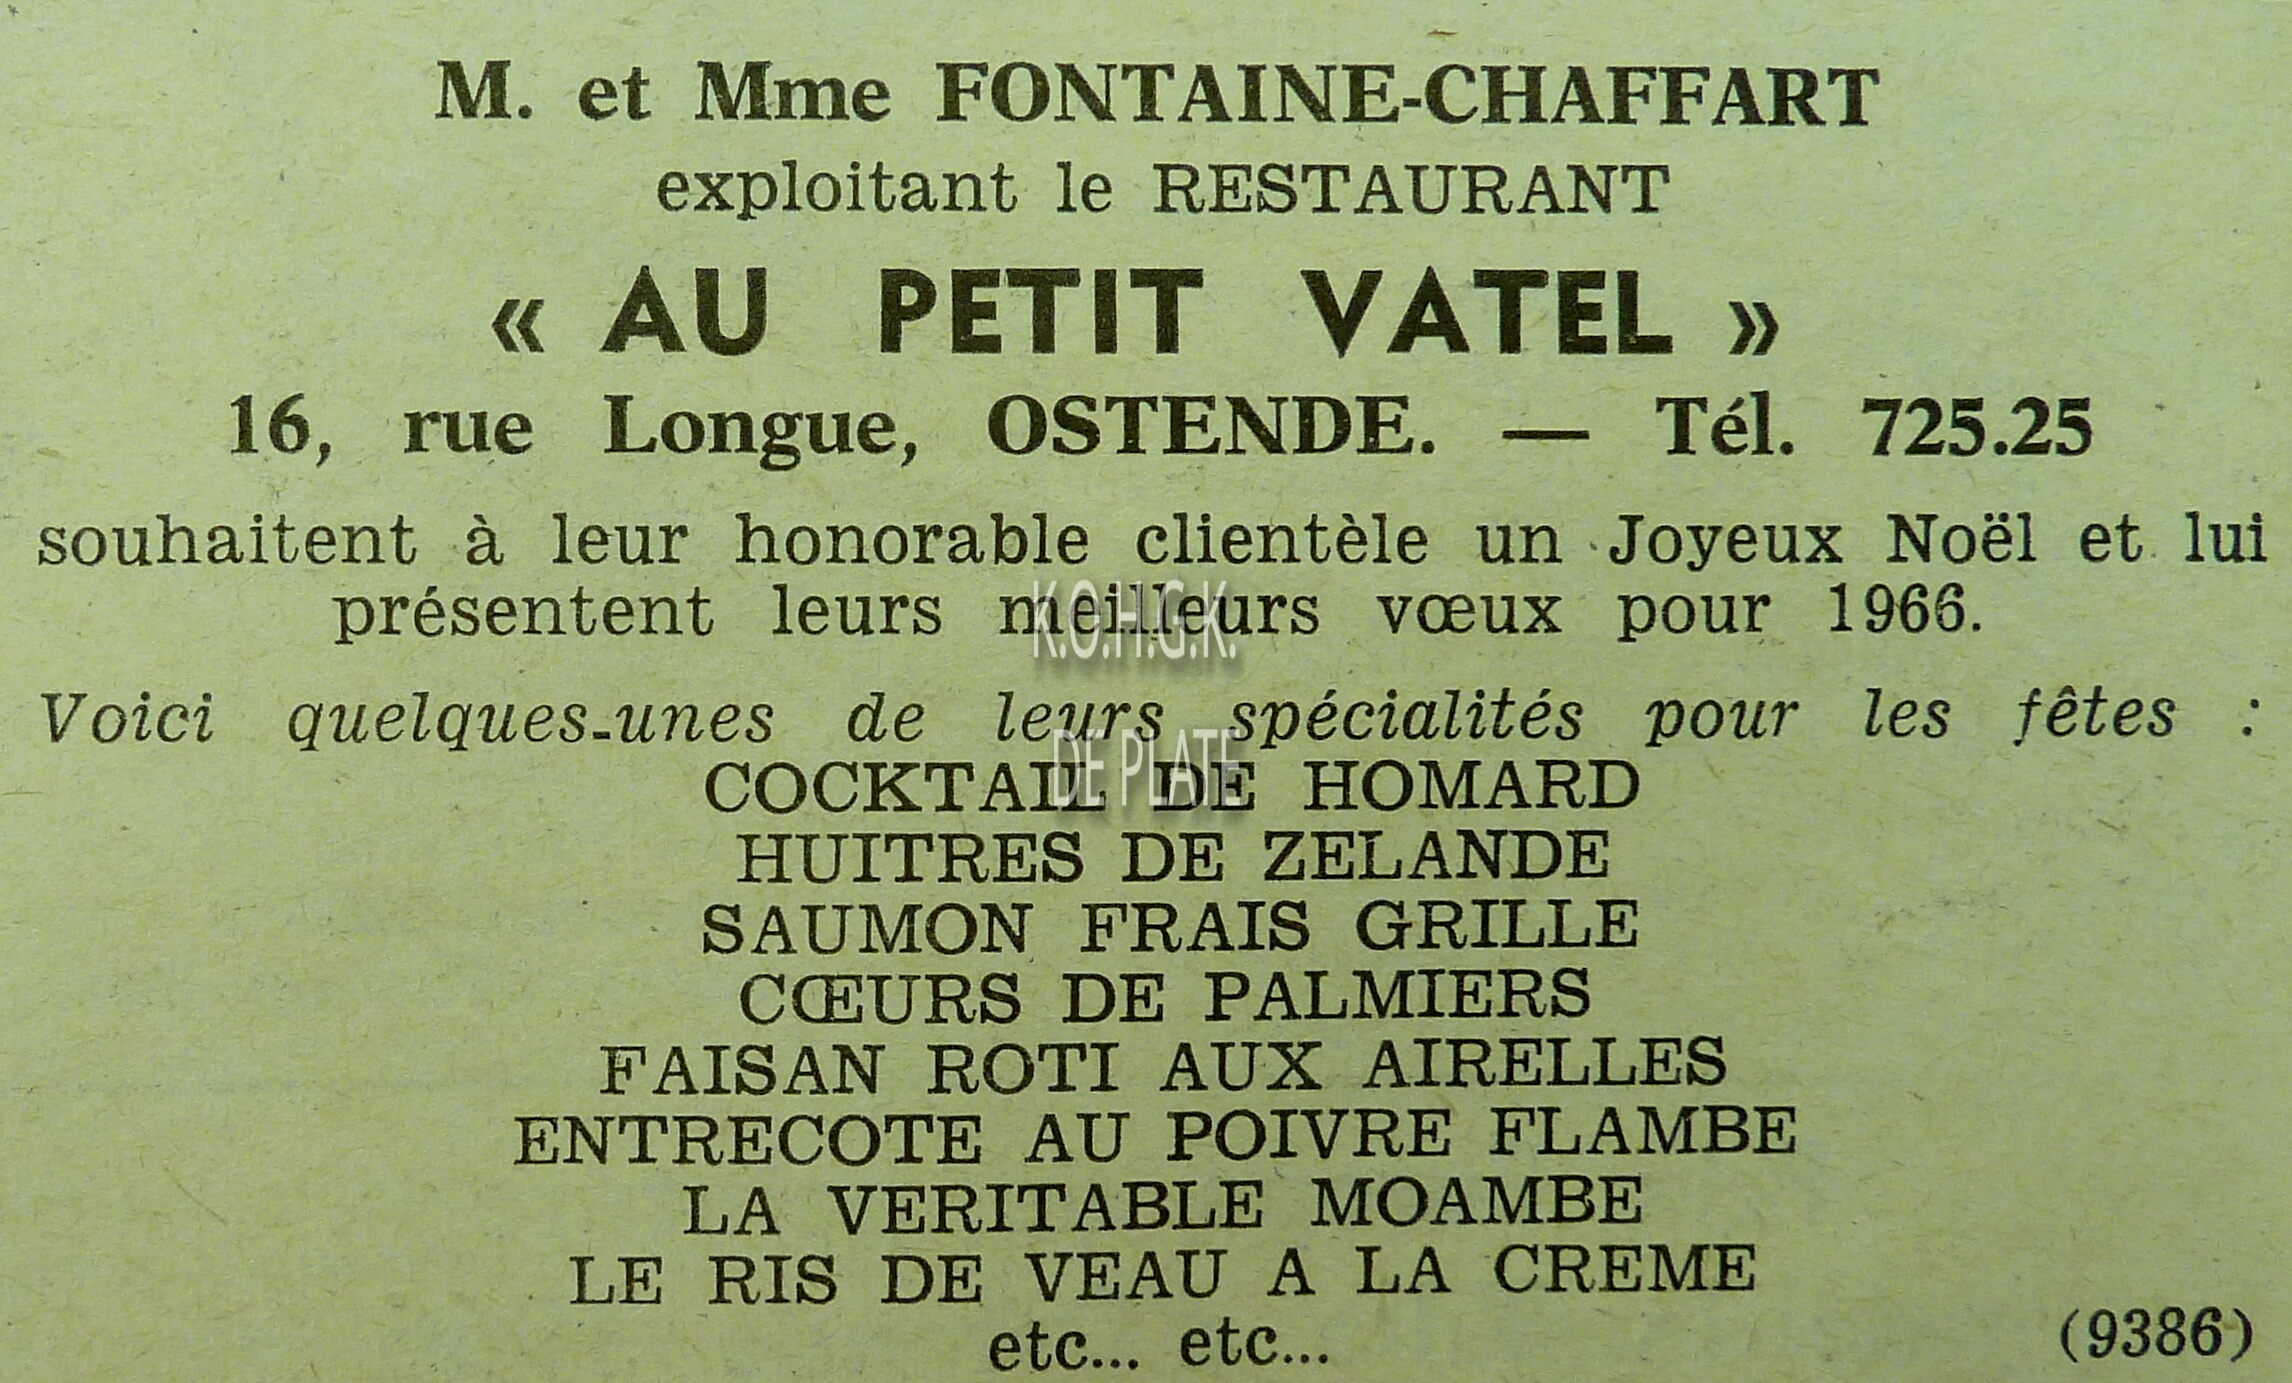 M. et Mme FONTAINE-CHAFFART
exploitant le RESTAURANT
« AU PETIT VATEL »
16, rue Longue, OSTENDE. — Tél. 725.25
souhaitent à leur honorable clientèle un Joyeux Noël et lui
présentent leurs meilleurs vœux pour 1966.
K.O.H.G.K.
Voici quelques-unes de leurs spécialités pour les fêtes :
DE PLATE
COCKTAIL DE HOMARD
HUITRES DE ZELANDE
SAUMON FRAIS GRILLE
CŒURS DE PALMIERS
FAISAN ROTI AUX AIRELLES
ENTRECOTE AU POIVRE FLAMBE
LA VERITABLE MOAMBE
LE RIS DE VEAU A LA CREME
etc... etc...
(9386)